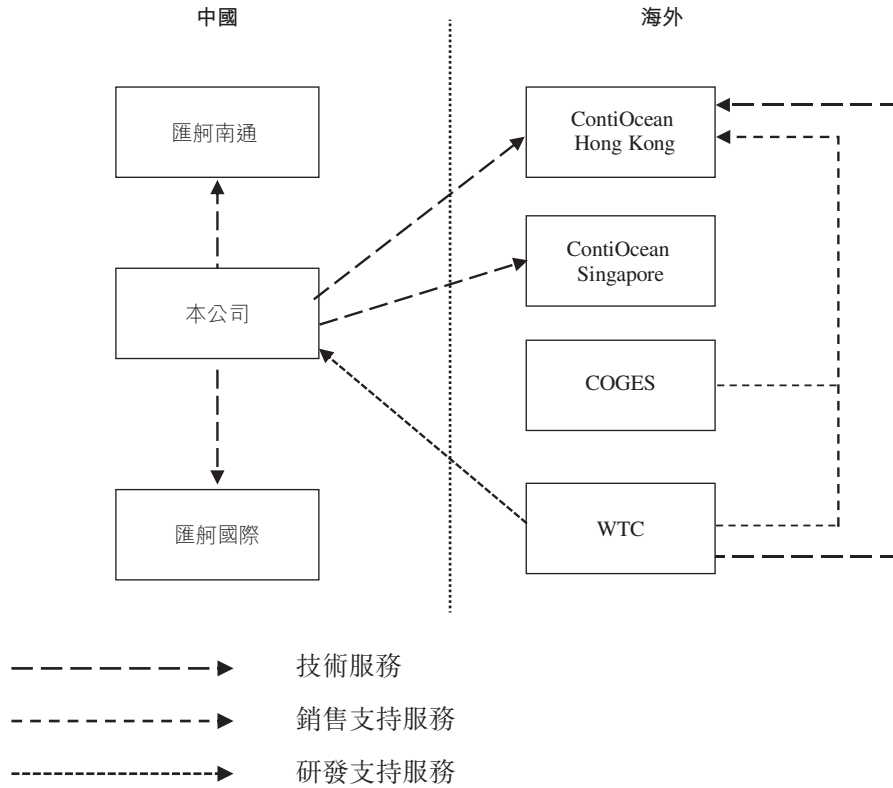 中國
海外
匯舸南通
ContiOcean
Hong Kong
本公司
ContiOcean
Singapore
COGES
匯舸國際
WTC
技術服務
銷售支持服務
研發支持服務